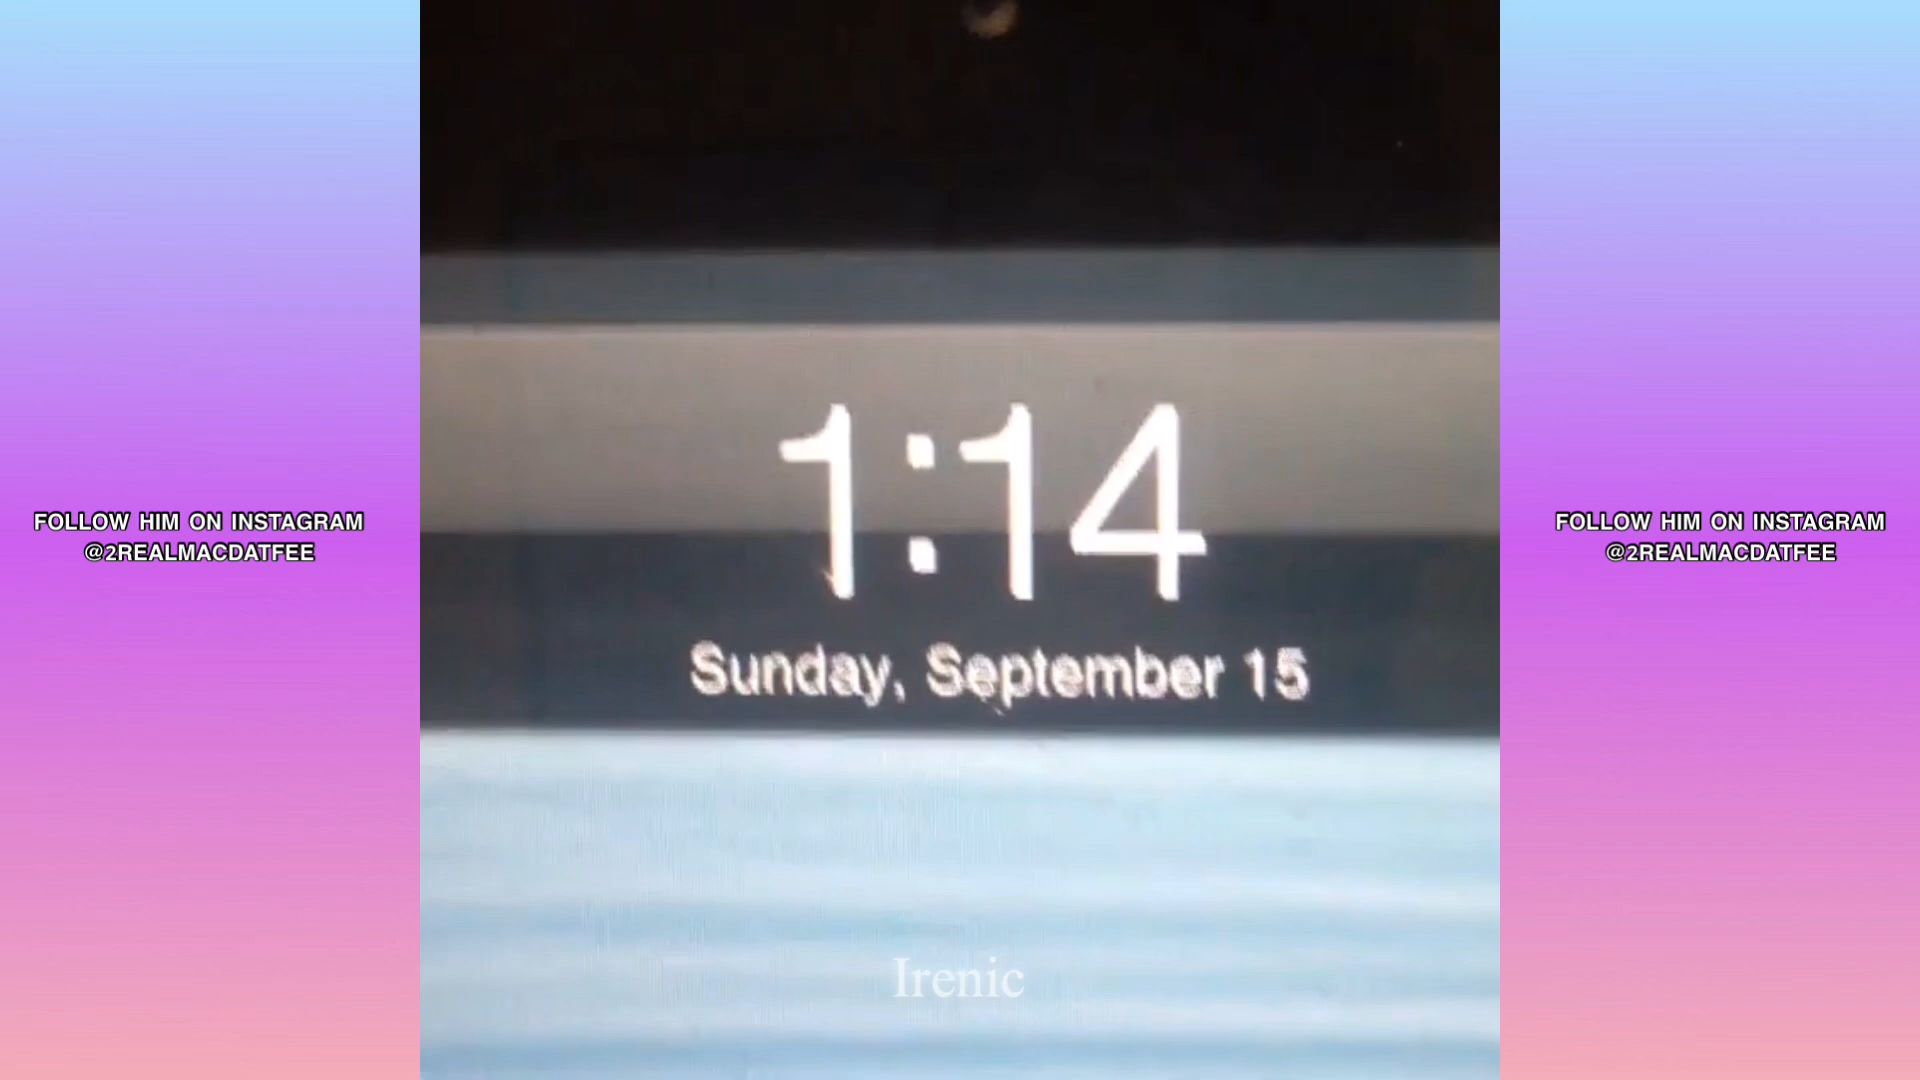 1:14
Sunday, September 15
FOLLOW HIM ON INSTAGRAM
@2REALMACDATFEE
FOLLOW HIM ON INSTAGRAM
@2REALMACDATFEE
Irenic